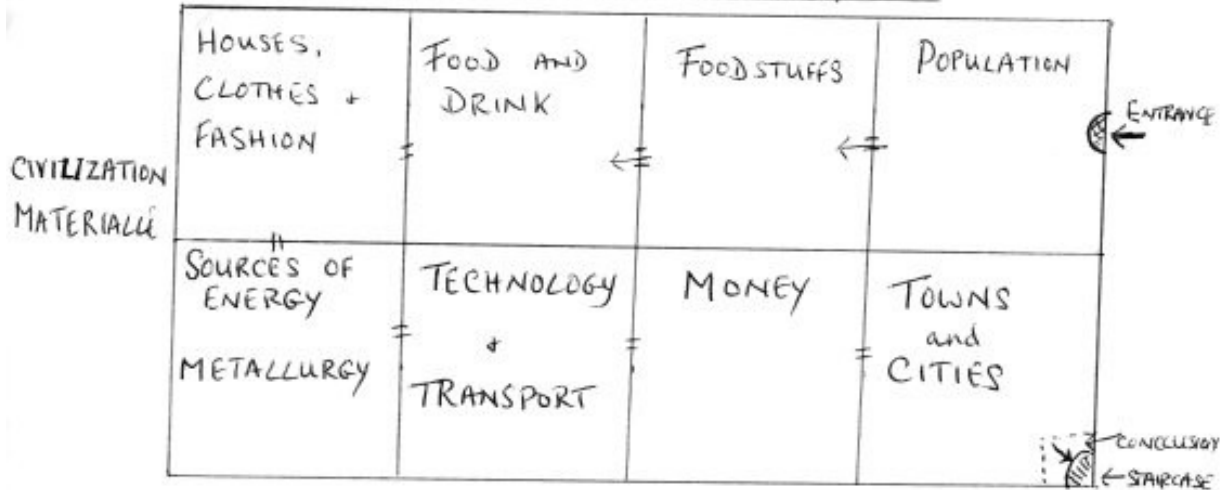 HOUSES,
CLOTHES +
FASHION
FOOD AND
DRINK
FOODSTUFFS
POPULATION
ENTRANCE
CIVILIZATION
MATERIALLE
SOURCES OF
ENERGY
METALLURGY
TECHNOLOGY
+
TRANSPORT
MONEY
TOWNS
and
CITIES
CONCLUSION
STAIRCASE